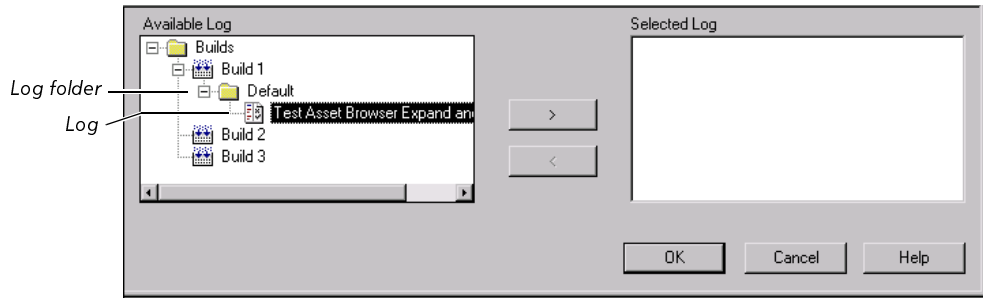 Available Log
Selected Log
Builds
Build 1
Log folder
Default
Log
Test Asset Browser Expand an
Build 2
Build 3
>
<
OK
Cancel
Help